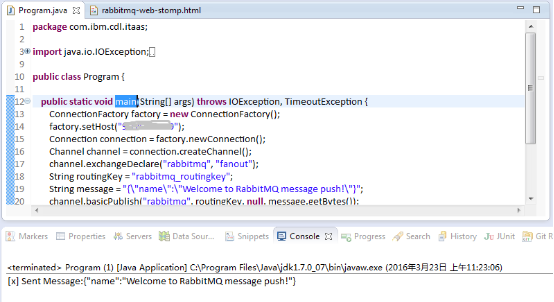 Program.java
rabbitmq-web-stomp.html
1 package com.ibm.cdl.itaas;
2
3 import java.io.IOException;
9
10 public class Program {
11
12 public static void main(String[] args) throws IOException, TimeoutException {
13 ConnectionFactory factory = new ConnectionFactory();
14 factory.setHost("
15 Connection connection = factory.newConnection();
16 Channel channel = connection.createChannel();
17 channel.exchangeDeclare("rabbitmq", "fanout");
18 String routingKey = "rabbitmq_routingkey";
19 String message = "{\"name\":\"Welcome to RabbitMQ message push!\"}";
20 channel.basicPublish("rabbitmq", routingKey, null, message.getBytes());
Markers Properties Servers Data Sour... Snippets Console Progress Search History JUnit Git R
<terminated> Program (1) [Java Application] C:\Program Files\Java\jdk1.7.0_07\bin\javaw.exe (2016年3月23日 上午11:23:06)
[x] Sent Message:{"name":"Welcome to RabbitMQ message push!"}